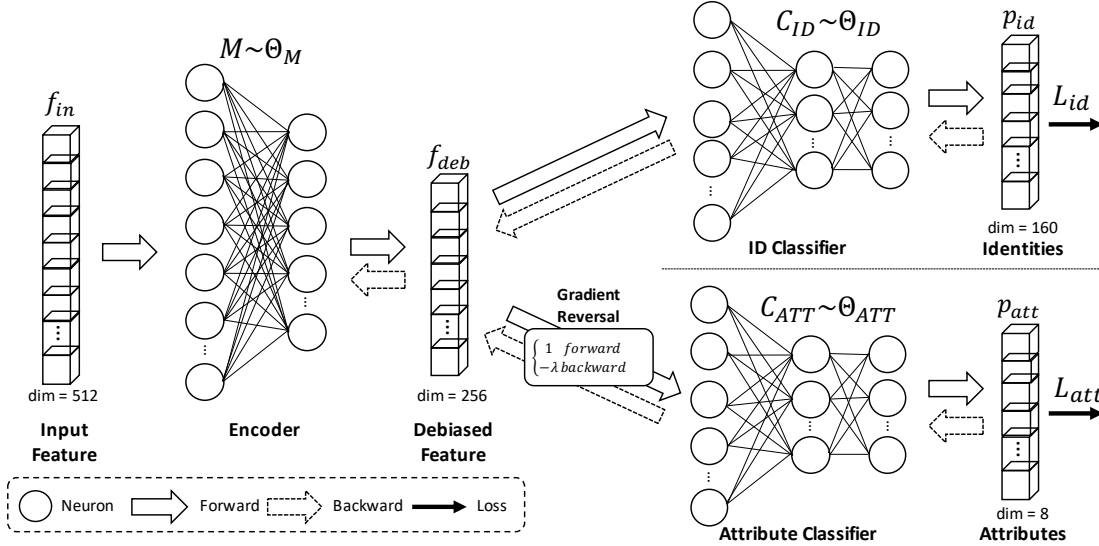 f_in
dim = 512
Input
Feature
M~Θ_M
Encoder
f_deb
dim = 256
Debiased
Feature
C_ID~Θ_ID
ID Classifier
p_id
dim = 160
Identities
L_id
Gradient
Reversal
1 forward
−λ backward
C_ATT~Θ_ATT
Attribute Classifier
p_att
dim = 8
Attributes
L_att
Neuron
Forward
Backward
Loss